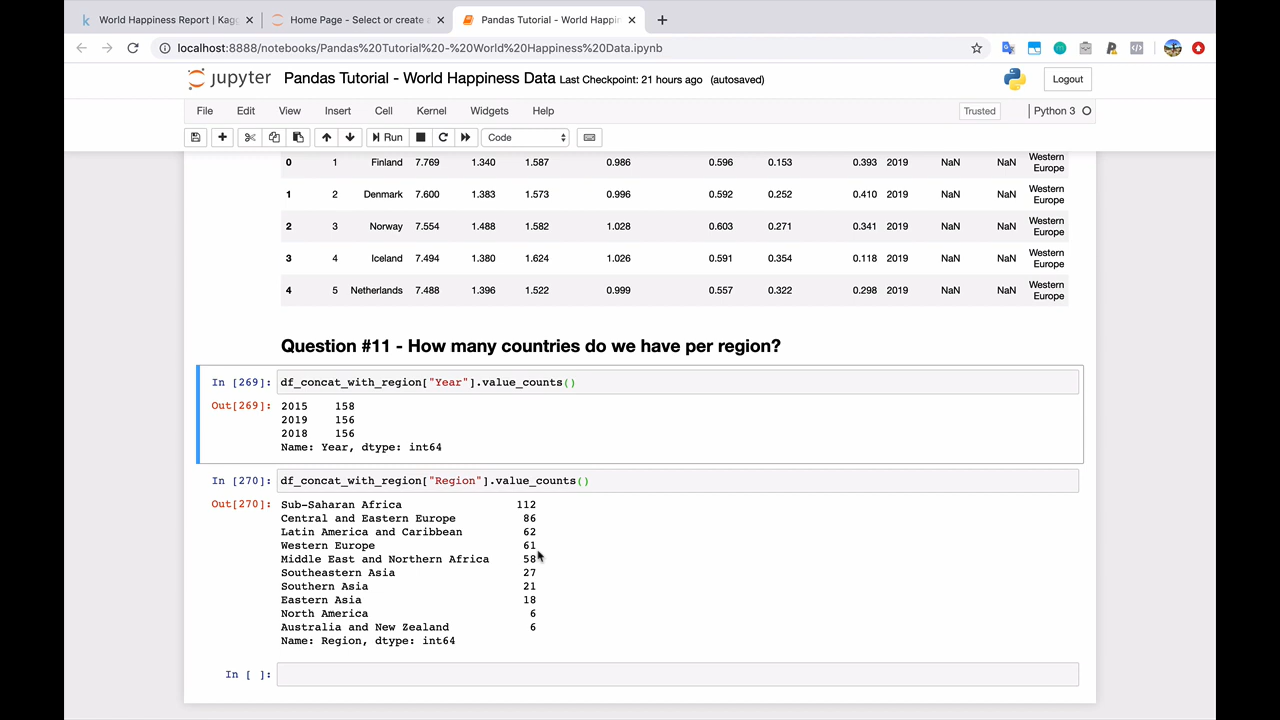 World Happiness Report | Kag
Home Page - Select or create a
Pandas Tutorial - World Happin
localhost:8888/notebooks/Pandas%20Tutorial%20-%20World%20Happiness%20Data.ipynb
jupyter Pandas Tutorial - World Happiness Data Last Checkpoint: 21 hours ago (autosaved) Logout
File Edit View Insert Cell Kernel Widgets Help Trusted Python 3
Run Code
0 1 Finland 7.769 1.340 1.587 0.986 0.596 0.153 0.393 2019 NaN NaN Western Europe
1 2 Denmark 7.600 1.383 1.573 0.996 0.592 0.252 0.410 2019 NaN NaN Western Europe
2 3 Norway 7.554 1.488 1.582 1.028 0.603 0.271 0.341 2019 NaN NaN Western Europe
3 4 Iceland 7.494 1.380 1.624 1.026 0.591 0.354 0.118 2019 NaN NaN Western Europe
4 5 Netherlands 7.488 1.396 1.522 0.999 0.557 0.322 0.298 2019 NaN NaN Western Europe
Question #11 - How many countries do we have per region?
In [269]: df_concat_with_region["Year"].value_counts()
Out[269]: 2015 158
2019 156
2018 156
Name: Year, dtype: int64
In [270]: df_concat_with_region["Region"].value_counts()
Out[270]: Sub-Saharan Africa 112
Central and Eastern Europe 86
Latin America and Caribbean 62
Western Europe 61
Middle East and Northern Africa 58
Southeastern Asia 27
Southern Asia 21
Eastern Asia 18
North America 6
Australia and New Zealand 6
Name: Region, dtype: int64
In [ ]: